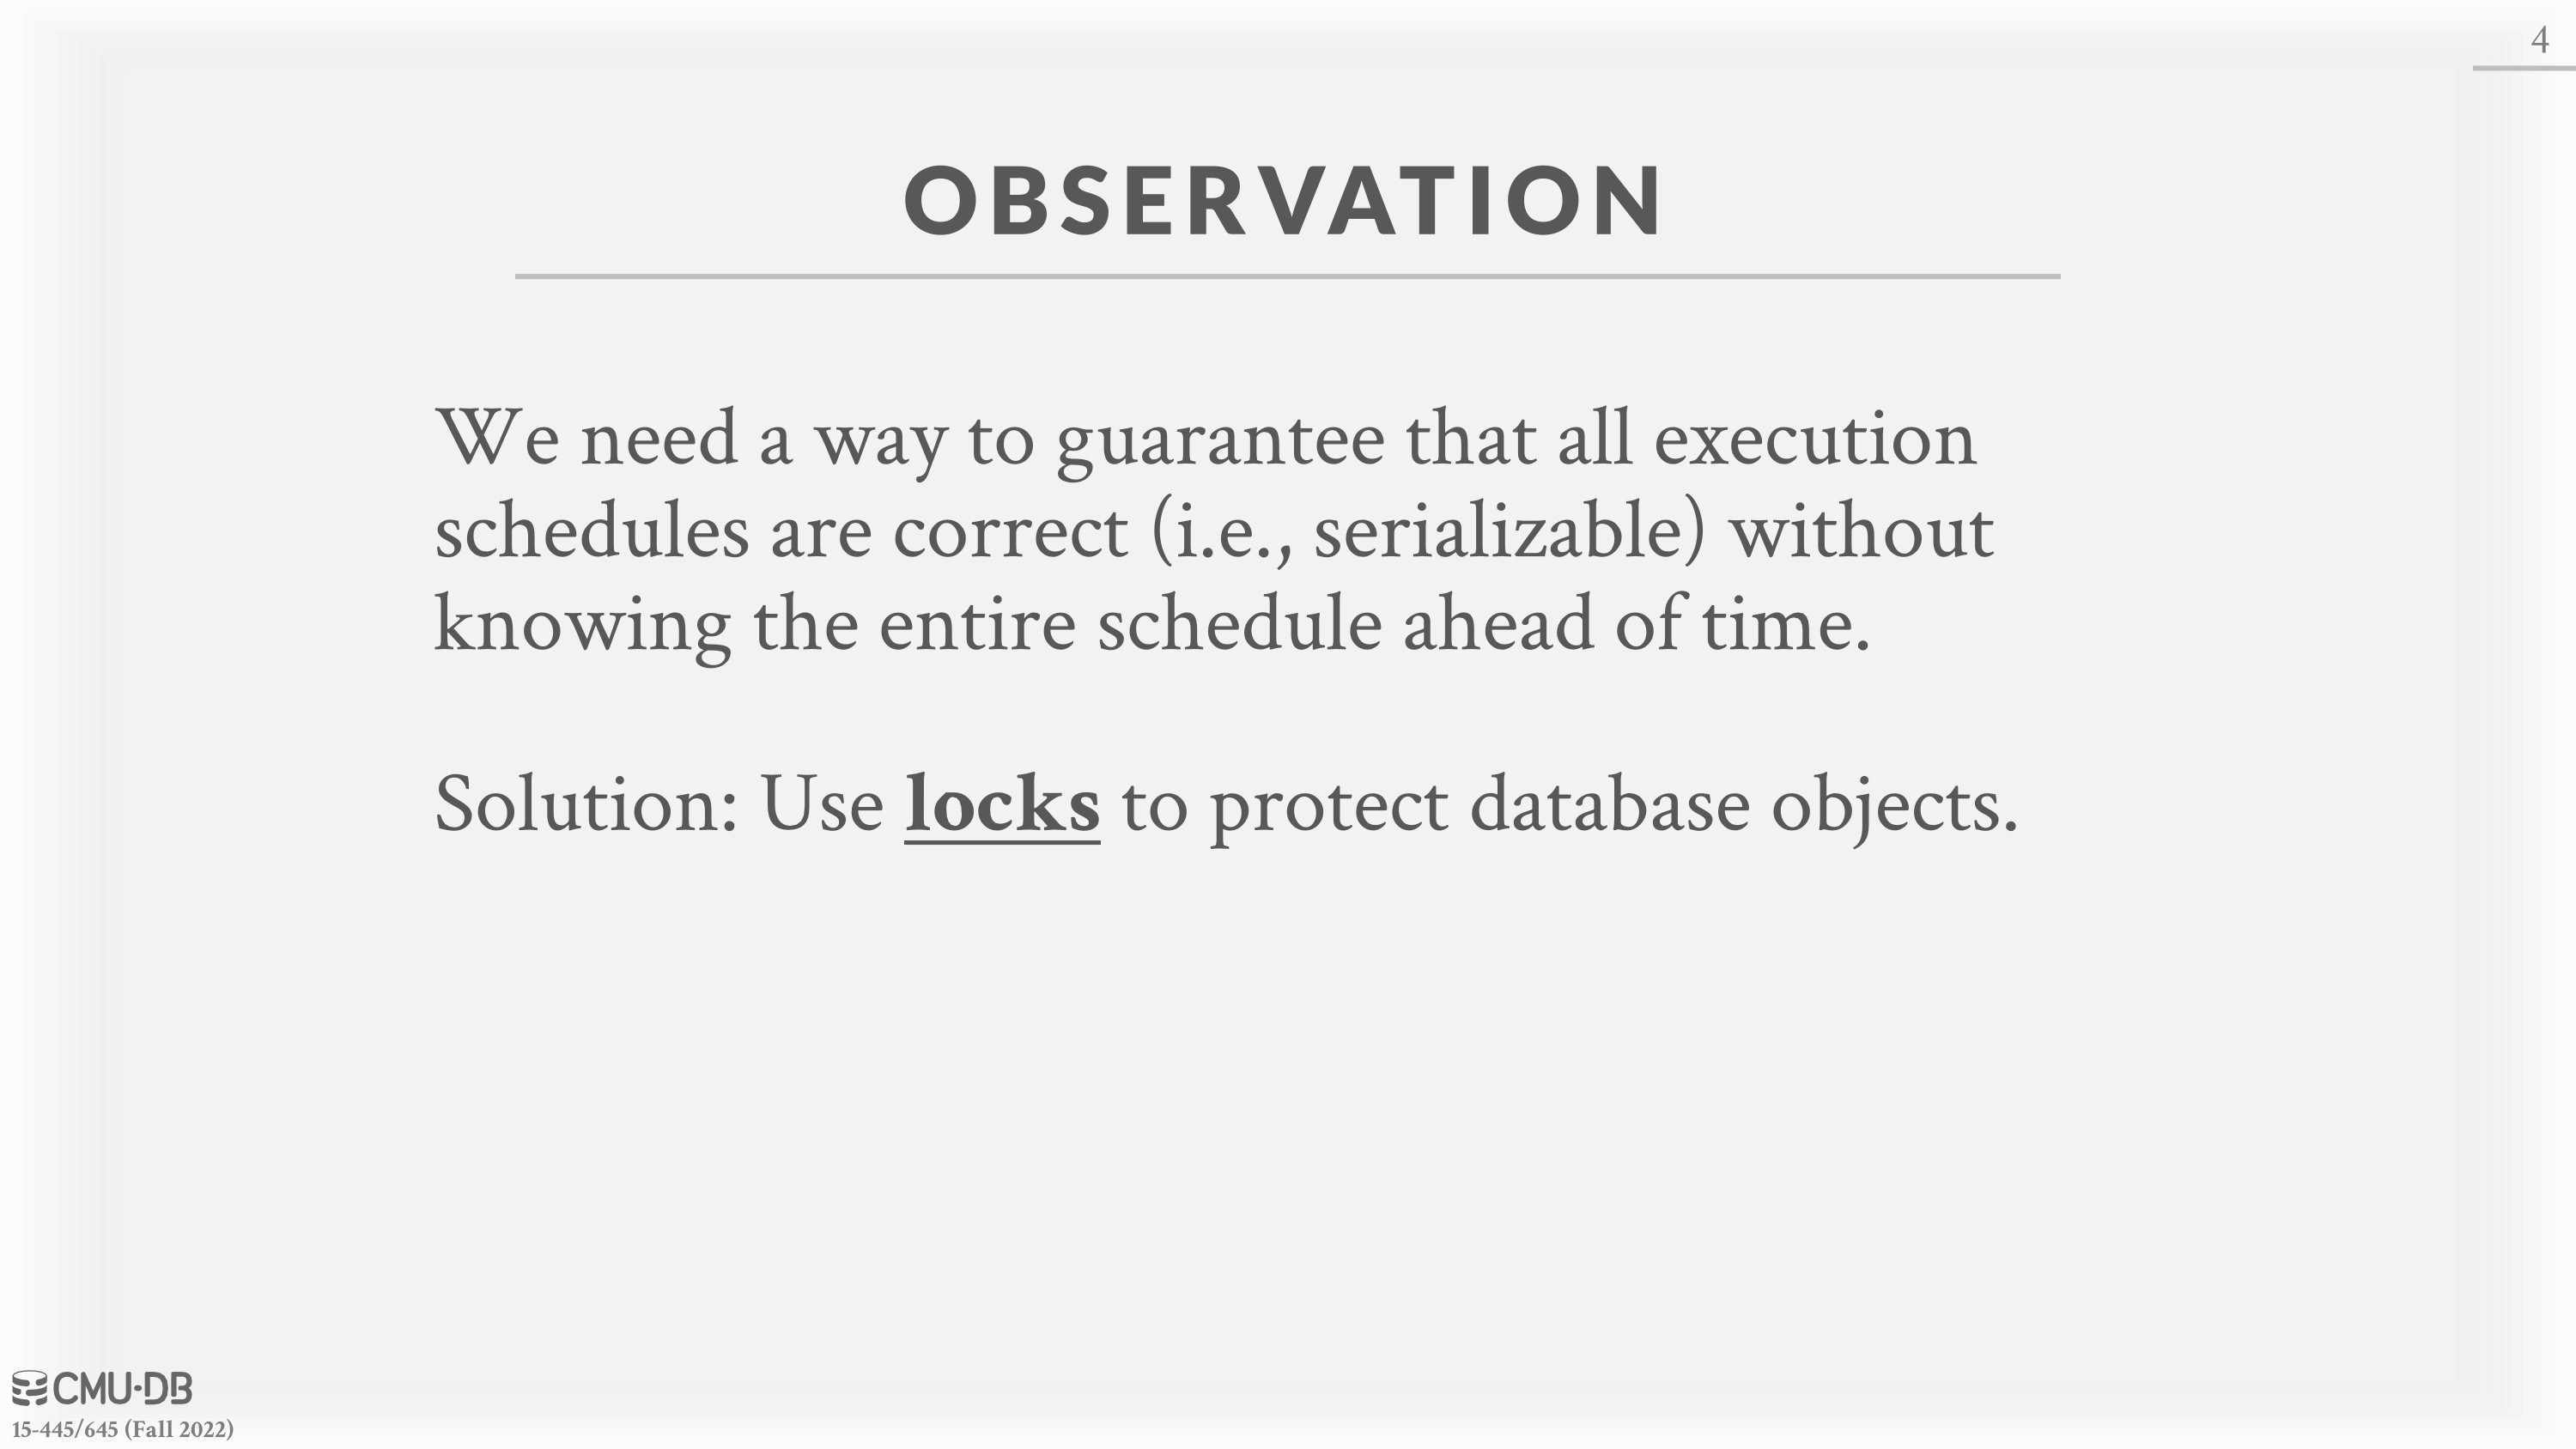 4
OBSERVATION
We need a way to guarantee that all execution
schedules are correct (i.e., serializable) without
knowing the entire schedule ahead of time.
Solution: Use locks to protect database objects.
CMU·DB
15-445/645 (Fall 2022)